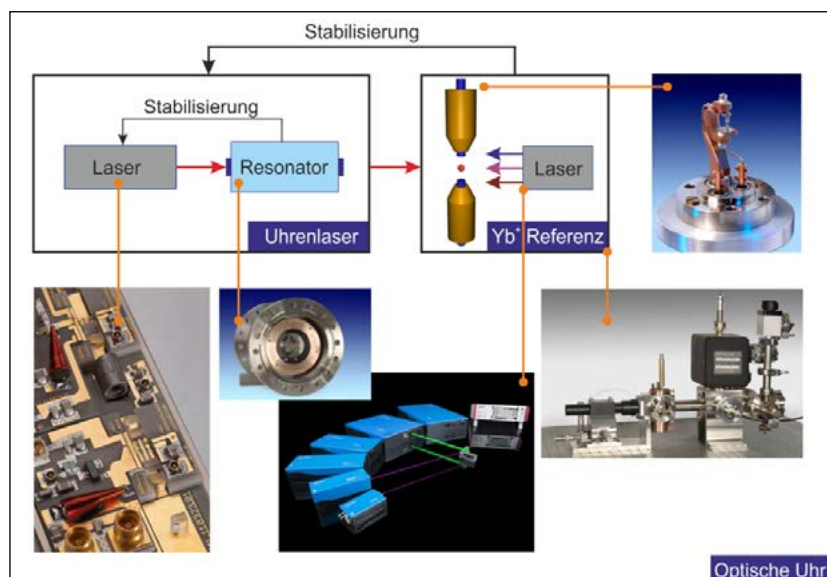 Stabilisierung
Stabilisierung
Laser
Resonator
Laser
Uhrenlaser
Yb⁺ Referenz
Optische Uhr